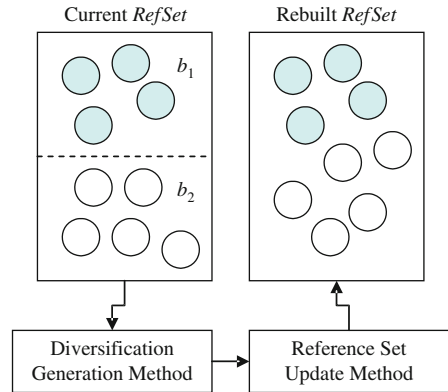 Current RefSet
Rebuilt RefSet
b1
b2
Diversification
Generation Method
Reference Set
Update Method